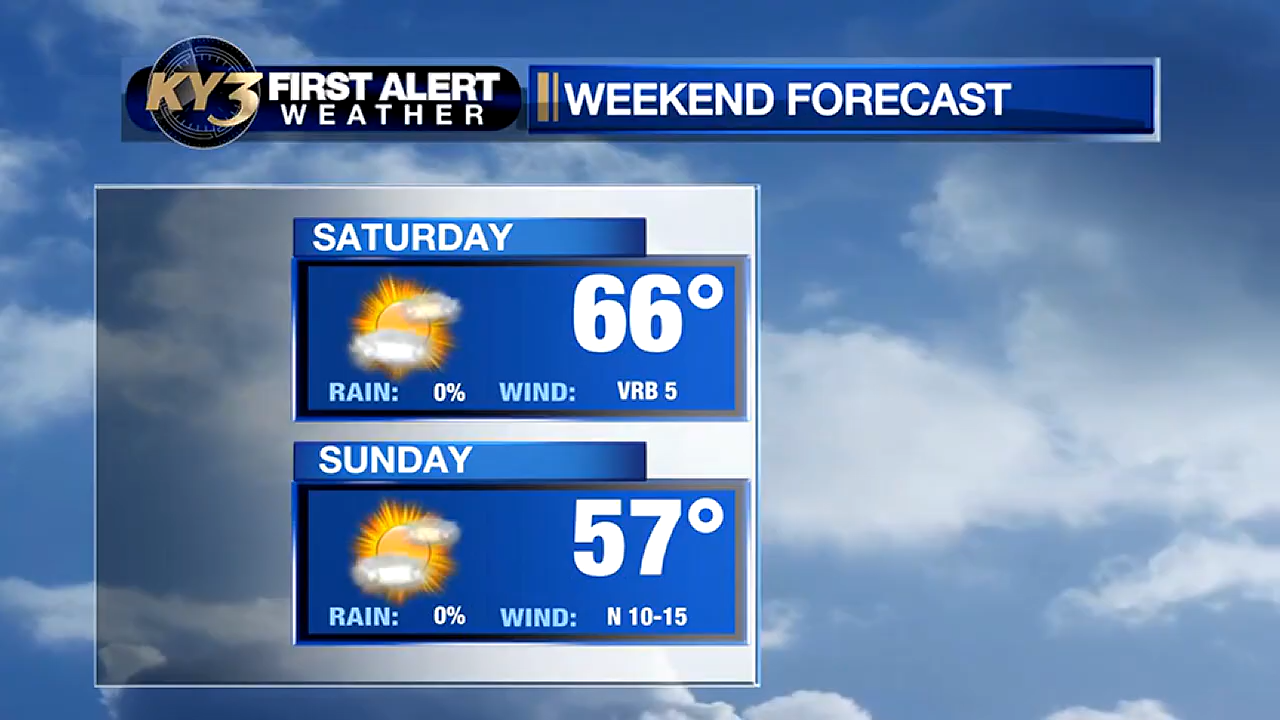 KY3 FIRST ALERT
WEATHER
WEEKEND FORECAST
SATURDAY
66°
RAIN: 0% WIND: VRB 5
SUNDAY
57°
RAIN: 0% WIND: N 10-15